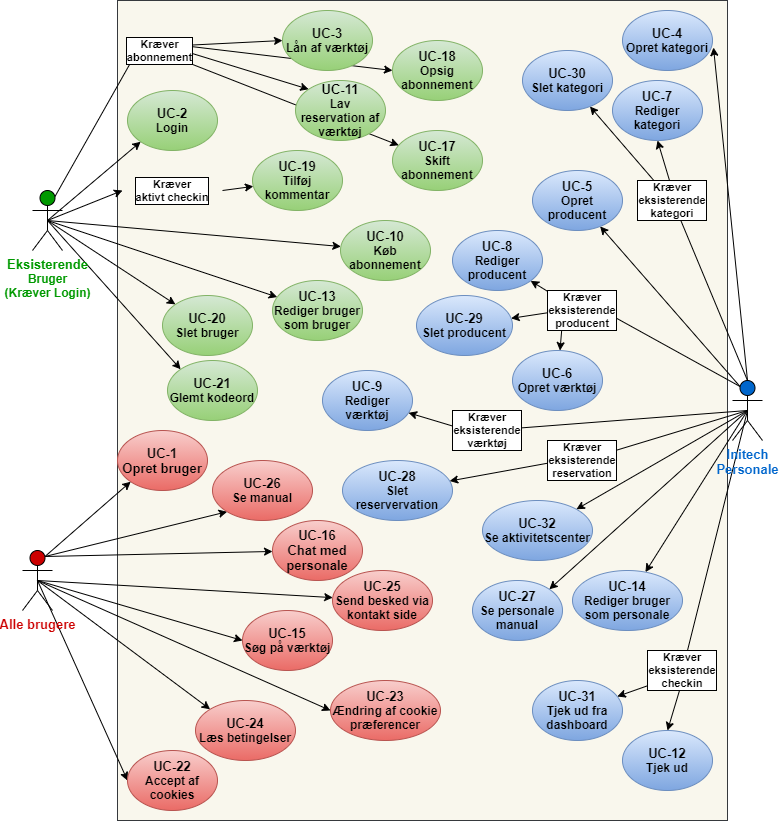 Kræver
abonnement
UC-3
Lån af værktøj
UC-18
Opsig
abonnement
UC-11
Lav
reservation af
værktøj
UC-2
Login
UC-17
Skift
abonnement
UC-19
Tilføj
kommentar
Kræver
aktivt checkin
UC-10
Køb
abonnement
Eksisterende
Bruger
(Kræver Login)
UC-13
Rediger bruger
som bruger
UC-20
Slet bruger
UC-21
Glemt kodeord
UC-4
Opret kategori
UC-30
Slet kategori
UC-7
Rediger
kategori
UC-5
Opret
producent
Kræver
eksisterende
kategori
UC-8
Rediger
producent
Kræver
eksisterende
producent
UC-29
Slet producent
UC-6
Opret værktøj
UC-9
Rediger
værktøj
Kræver
eksisterende
værktøj
Kræver
eksisterende
reservation
Initech
Personale
UC-28
Slet
reservervation
UC-32
Se aktivitetscenter
UC-27
Se personale
manual
UC-14
Rediger bruger
som personale
Kræver
eksisterende
checkin
UC-31
Tjek ud fra
dashboard
UC-12
Tjek ud
UC-1
Opret bruger
UC-26
Se manual
UC-16
Chat med
personale
UC-25
Send besked via
kontakt side
Alle brugere
UC-15
Søg på værktøj
UC-23
Ændring af cookie
præferencer
UC-24
Læs betingelser
UC-22
Accept af
cookies